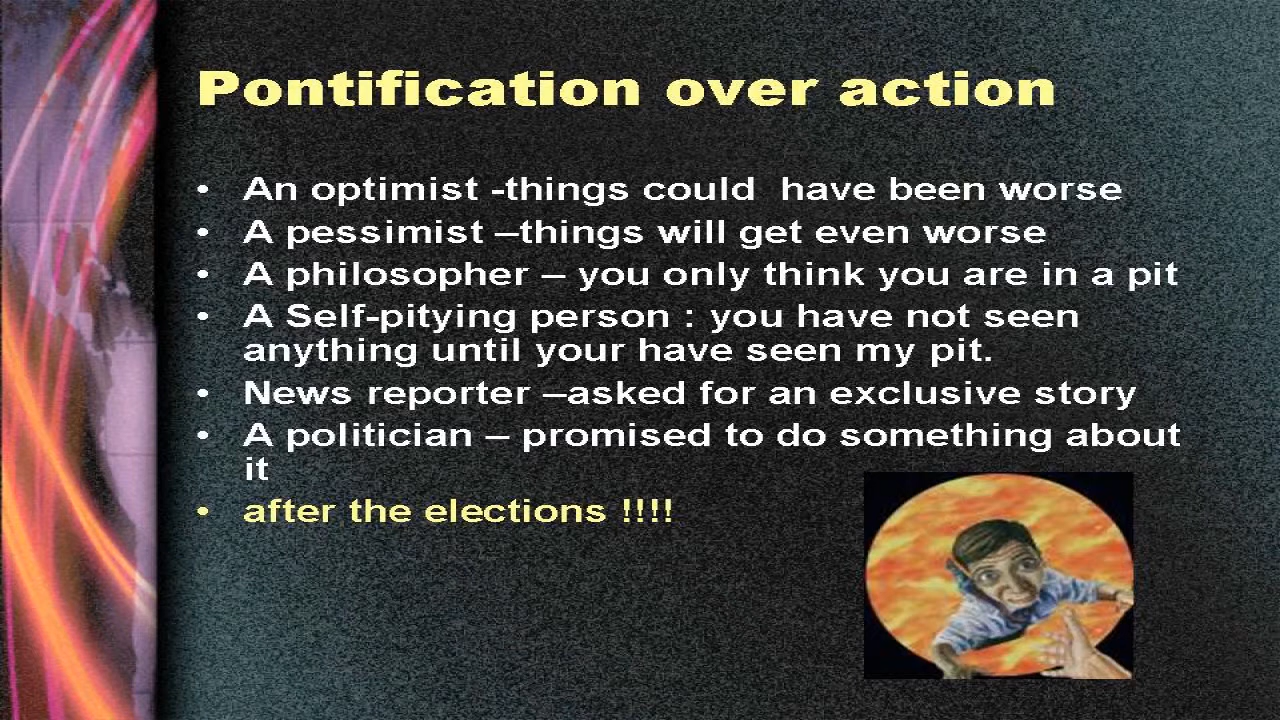 Pontification over action
• An optimist -things could  have been worse
• A pessimist –things will get even worse
• A philosopher – you only think you are in a pit
• A Self-pitying person : you have not seen
anything until your have seen my pit.
• News reporter –asked for an exclusive story
• A politician – promised to do something about
it
• after the elections !!!!